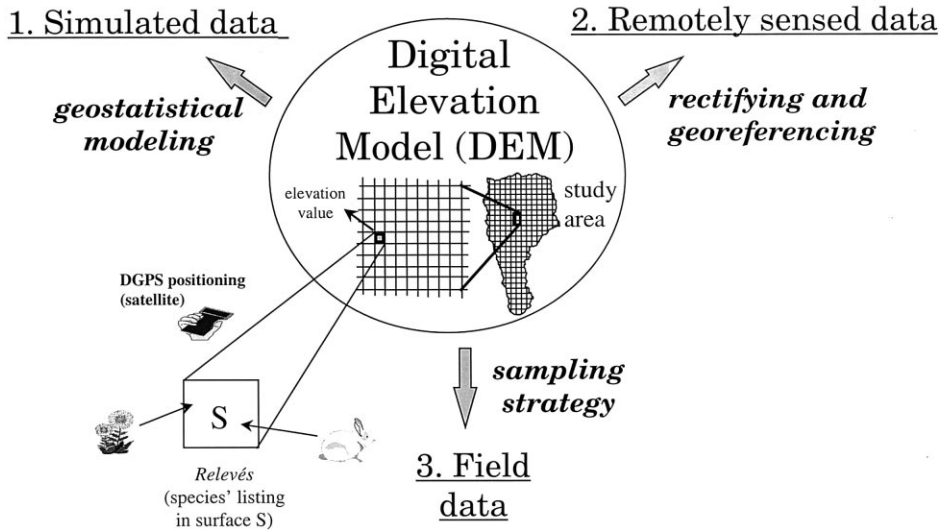 1. Simulated data
2. Remotely sensed data
geostatistical
modeling
Digital
Elevation
Model (DEM)
rectifying and
georeferencing
elevation
value
study
area
DGPS positioning
(satellite)
S
sampling
strategy
Relevés
(species' listing
in surface S)
3. Field
data